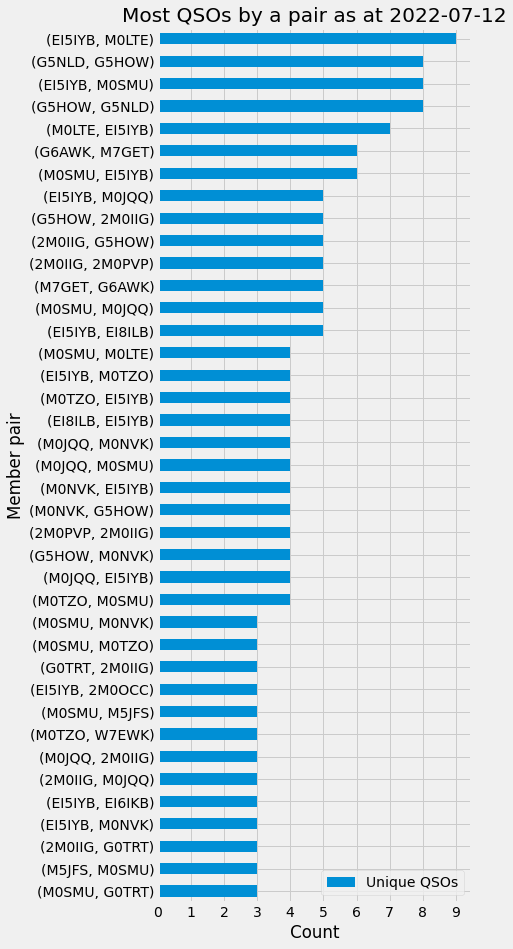 Most QSOs by a pair as at 2022-07-12
(EI5IYB, M0LTE)
(G5NLD, G5HOW)
(EI5IYB, M0SMU)
(G5HOW, G5NLD)
(M0LTE, EI5IYB)
(G6AWK, M7GET)
(M0SMU, EI5IYB)
(EI5IYB, M0JQQ)
(G5HOW, 2M0IIG)
(2M0IIG, G5HOW)
(2M0IIG, 2M0PVP)
(M7GET, G6AWK)
(M0SMU, M0JQQ)
(EI5IYB, EI8ILB)
(M0SMU, M0LTE)
(EI5IYB, M0TZO)
(M0TZO, EI5IYB)
(EI8ILB, EI5IYB)
(M0JQQ, M0NVK)
(M0JQQ, M0SMU)
(M0NVK, EI5IYB)
(M0NVK, G5HOW)
(2M0PVP, 2M0IIG)
(G5HOW, M0NVK)
(M0JQQ, EI5IYB)
(M0TZO, M0SMU)
(M0SMU, M0NVK)
(M0SMU, M0TZO)
(G0TRT, 2M0IIG)
(EI5IYB, 2M0OCC)
(M0SMU, M5JFS)
(M0TZO, W7EWK)
(M0JQQ, 2M0IIG)
(2M0IIG, M0JQQ)
(EI5IYB, EI6IKB)
(EI5IYB, M0NVK)
(2M0IIG, G0TRT)
(M5JFS, M0SMU)
(M0SMU, G0TRT)
Member pair
Unique QSOs
0 1 2 3 4 5 6 7 8 9
Count